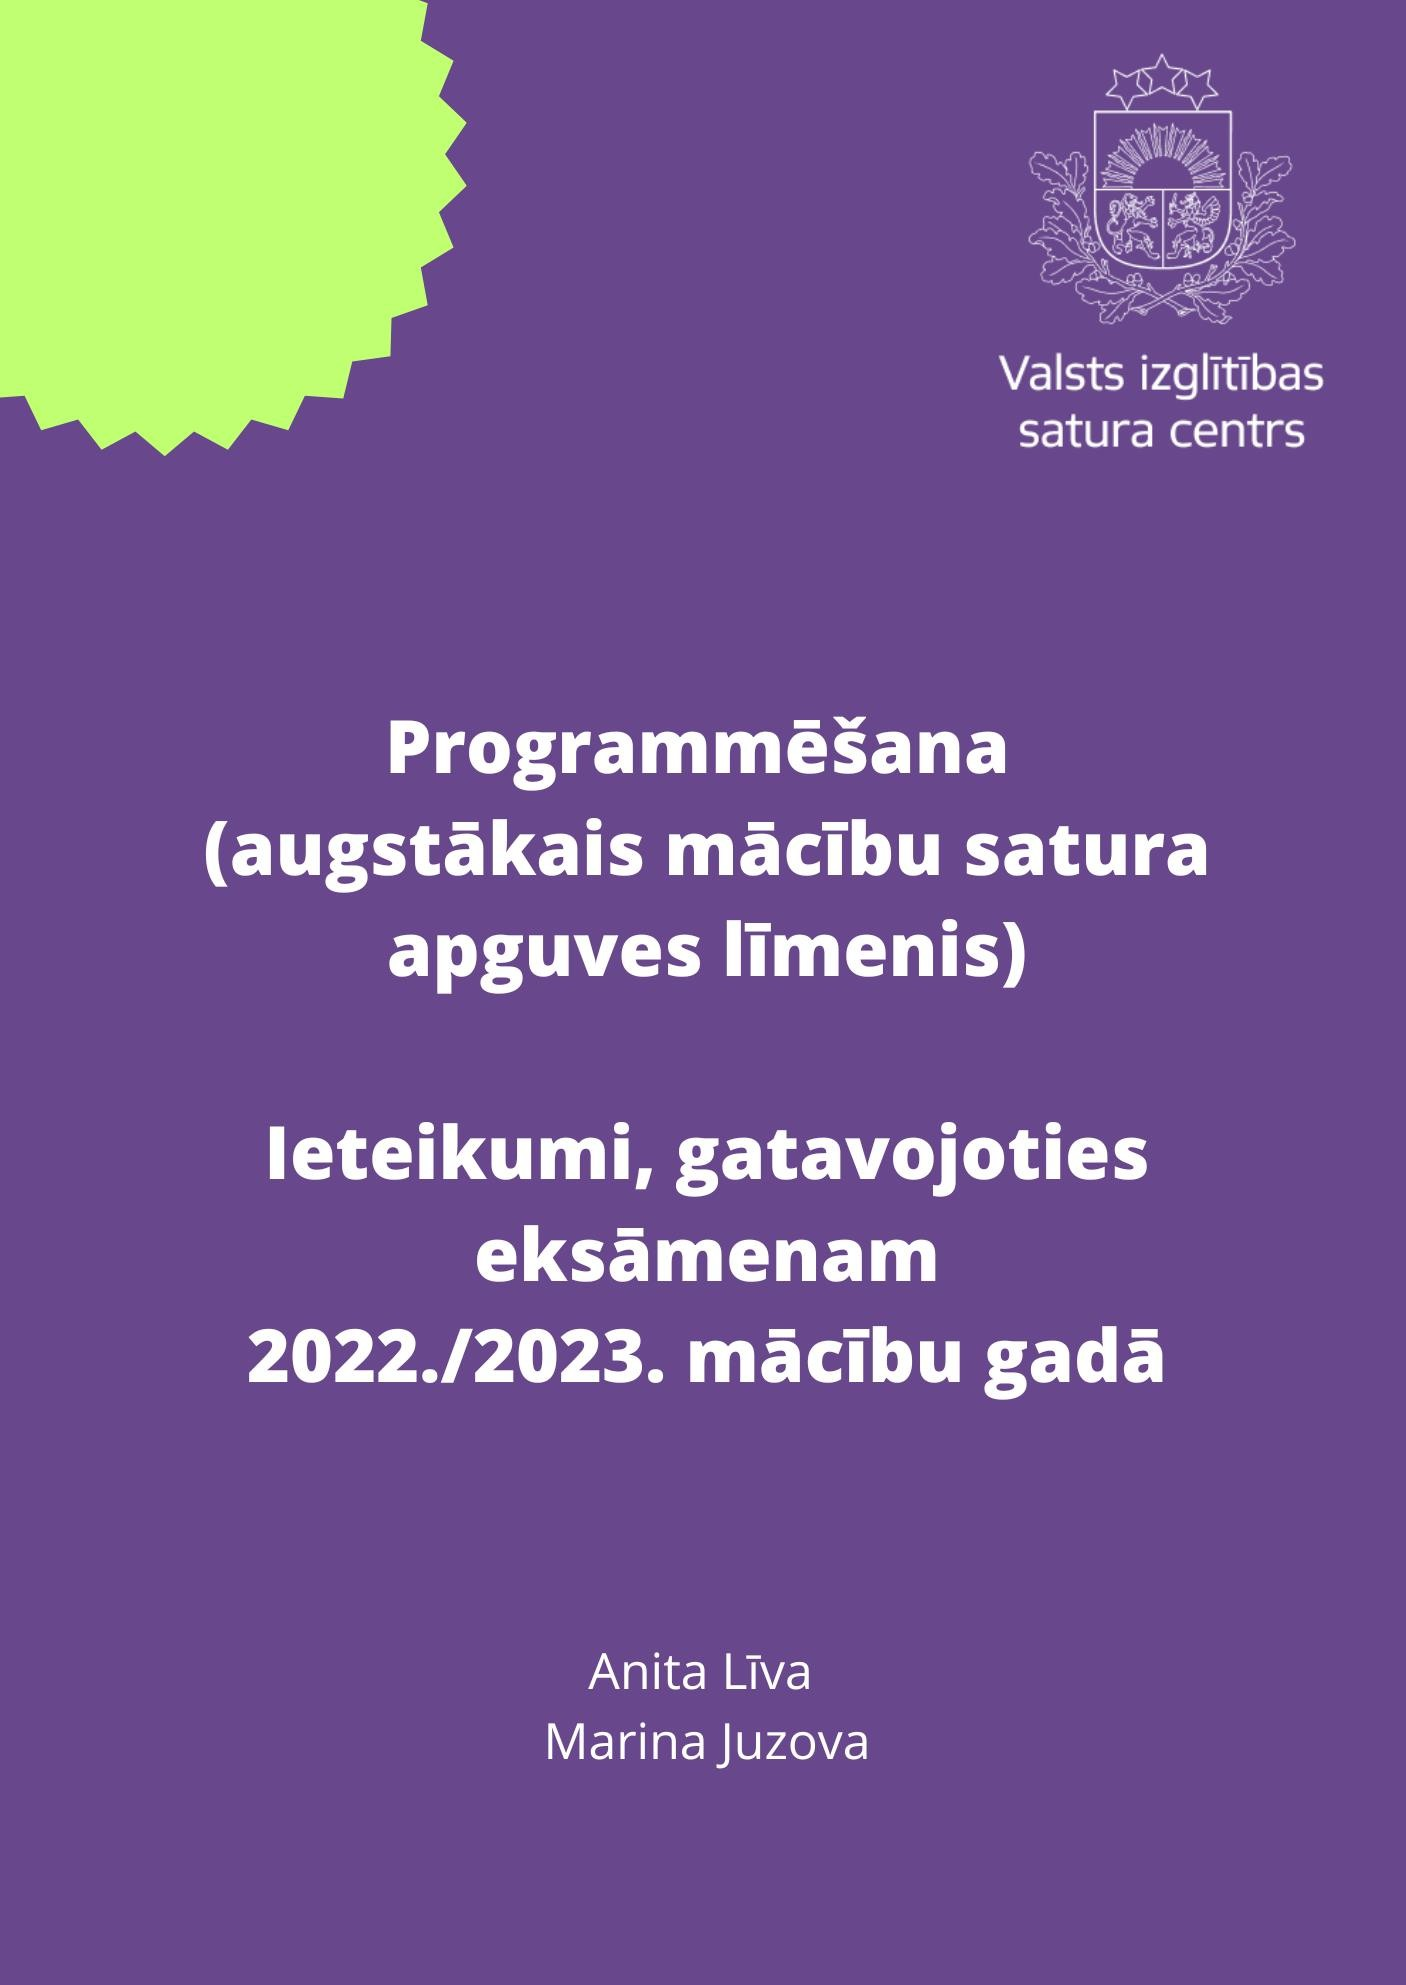 Valsts izglītības
satura centrs
Programmēšana
(augstākais mācību satura
apguves līmenis)
Ieteikumi, gatavojoties
eksāmenam
2022./2023. mācību gadā
Anita Līva
Marina Juzova